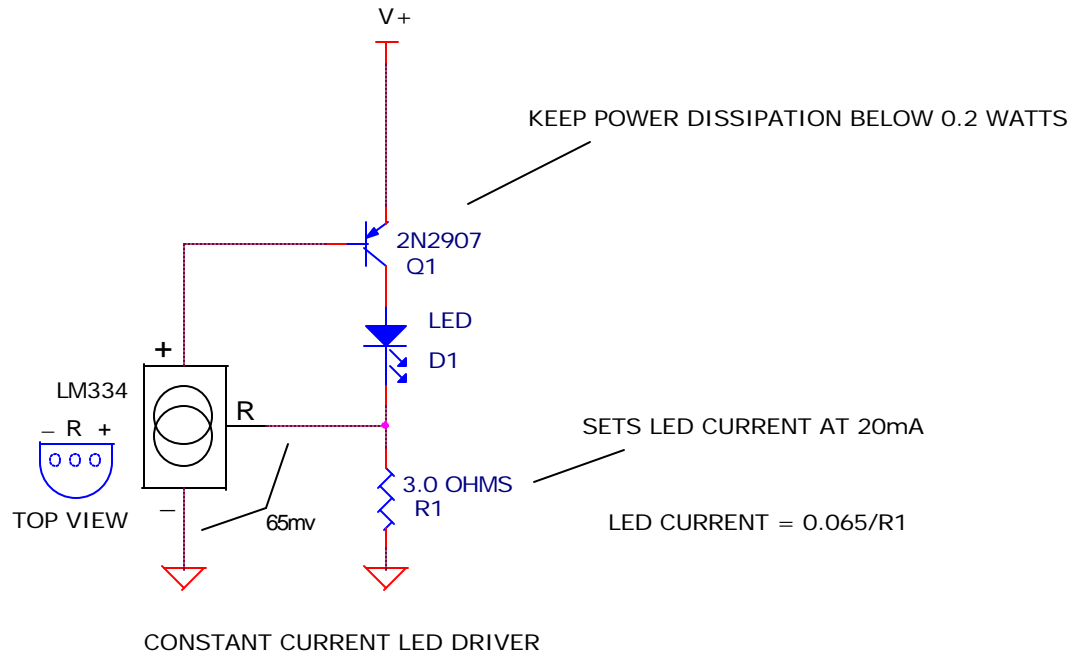 V+
KEEP POWER DISSIPATION BELOW 0.2 WATTS
2N2907
Q1
LED
D1
+
LM334
R
– R +
TOP VIEW
–
65mv
SETS LED CURRENT AT 20mA
3.0 OHMS
R1
LED CURRENT = 0.065/R1
CONSTANT CURRENT LED DRIVER